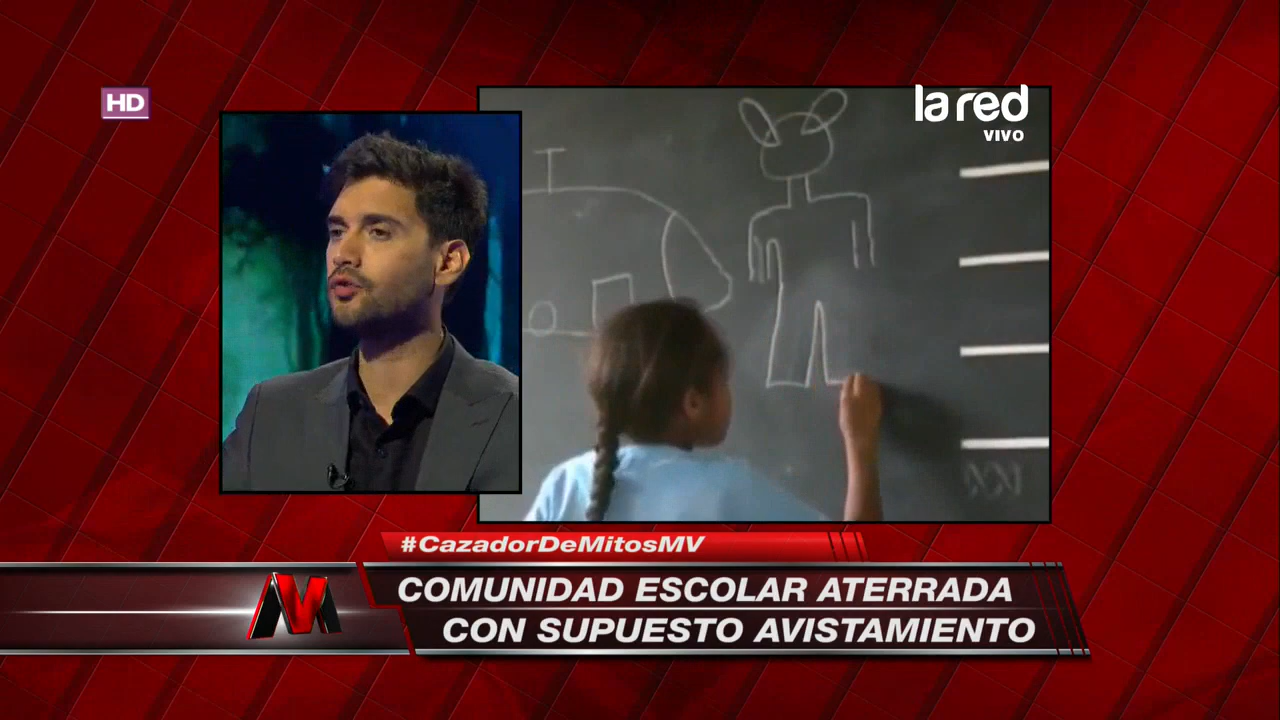 HD
la red
VIVO
#CazadorDeMitosMV
COMUNIDAD ESCOLAR ATERRADA
CON SUPUESTO AVISTAMIENTO